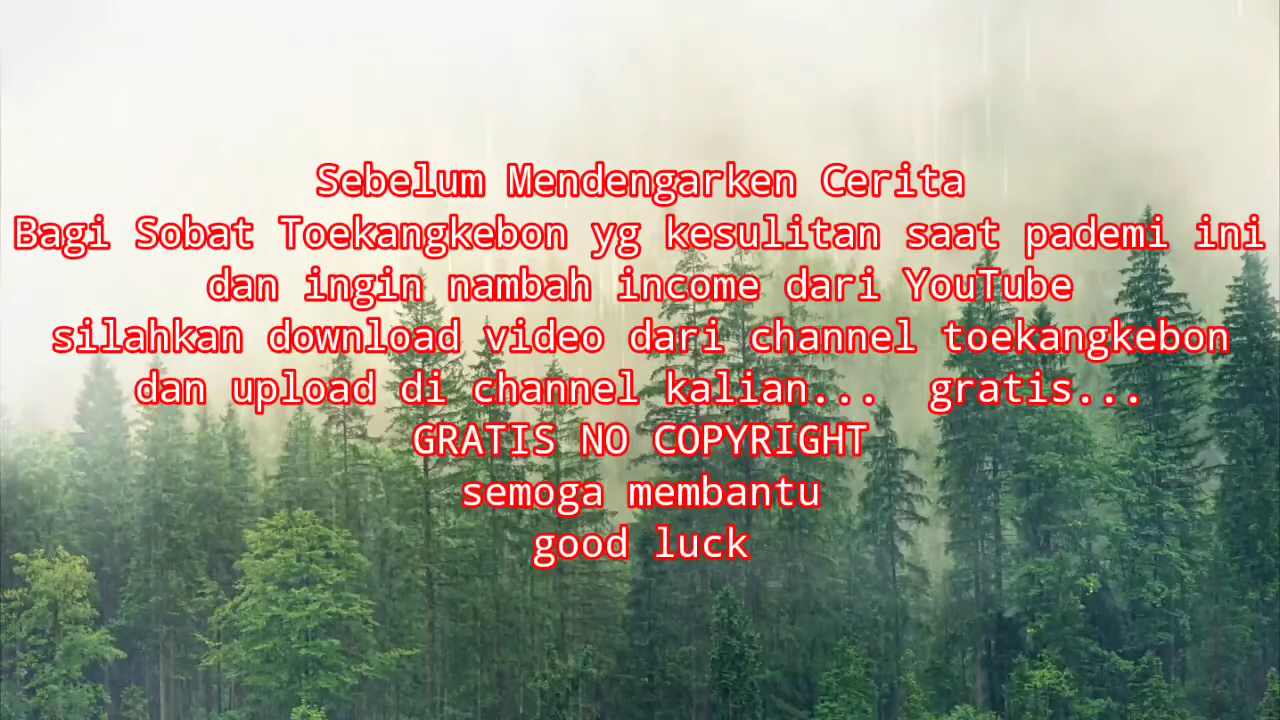 Sebelum Mendengarken Cerita
Bagi Sobat Toekangkebon yg kesulitan saat pademi ini
dan ingin nambah income dari YouTube
silahkan download video dari channel toekangkebon
dan upload di channel kalian...  gratis...
GRATIS NO COPYRIGHT
semoga membantu
good luck